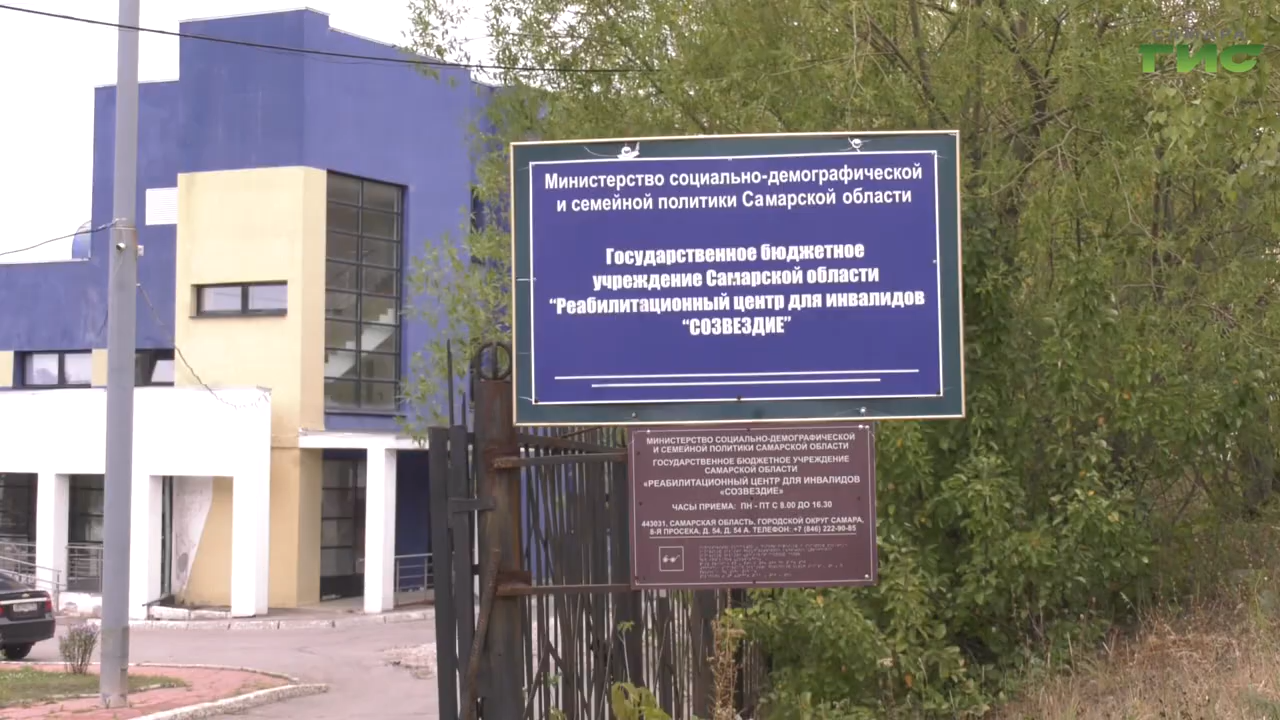 САМАРА
ГИС
Министерство социально-демографической
и семейной политики Самарской области
Государственное бюджетное
учреждение Самарской области
“Реабилитационный центр для инвалидов
“СОЗВЕЗДИЕ”
МИНИСТЕРСТВО СОЦИАЛЬНО-ДЕМОГРАФИЧЕСКОЙ
И СЕМЕЙНОЙ ПОЛИТИКИ САМАРСКОЙ ОБЛАСТИ
ГОСУДАРСТВЕННОЕ БЮДЖЕТНОЕ УЧРЕЖДЕНИЕ
САМАРСКОЙ ОБЛАСТИ
«РЕАБИЛИТАЦИОННЫЙ ЦЕНТР ДЛЯ ИНВАЛИДОВ
«СОЗВЕЗДИЕ»
ЧАСЫ ПРИЕМА: ПН - ПТ С 8.00 ДО 16.30
443031, САМАРСКАЯ ОБЛАСТЬ, ГОРОДСКОЙ ОКРУГ САМАРА,
8-Я ПРОСЕКА, Д. 54, Д. 54 А. ТЕЛЕФОН: +7 (846) 222-90-85